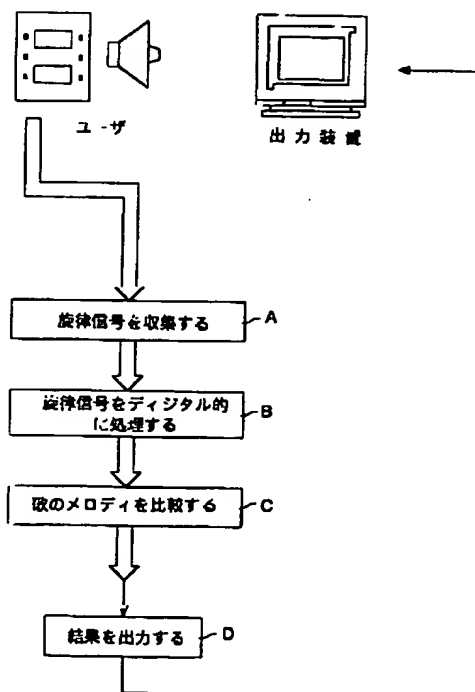 ユ-ザ
出力装置
旋律信号を収集する
A
旋律信号をディジタル的
に処理する
B
歌のメロディを比較する
C
結果を出力する
D